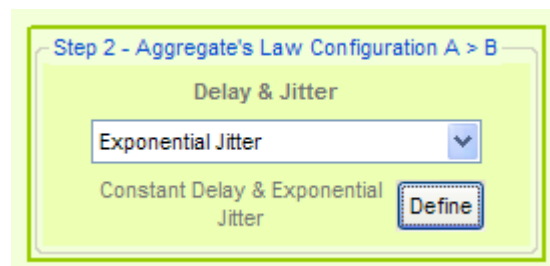 Step 2 - Aggregate's Law Configuration A > B
Delay & Jitter
Exponential Jitter
Constant Delay & Exponential
Jitter
Define